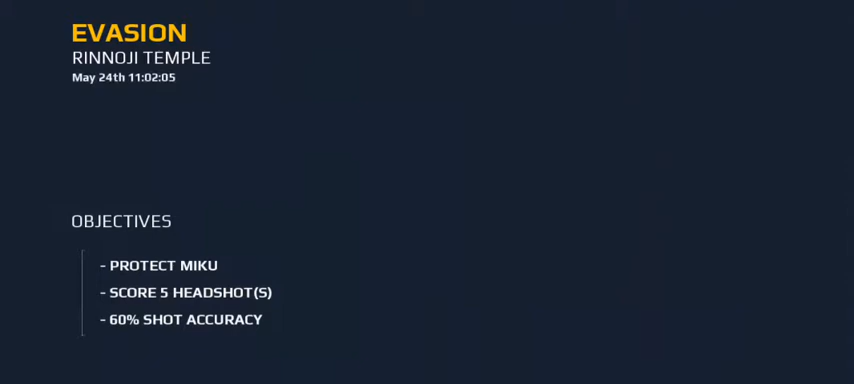 EVASION
RINNOJI TEMPLE
May 24th 11:02:05
OBJECTIVES
- PROTECT MIKU
- SCORE 5 HEADSHOT(S)
- 60% SHOT ACCURACY